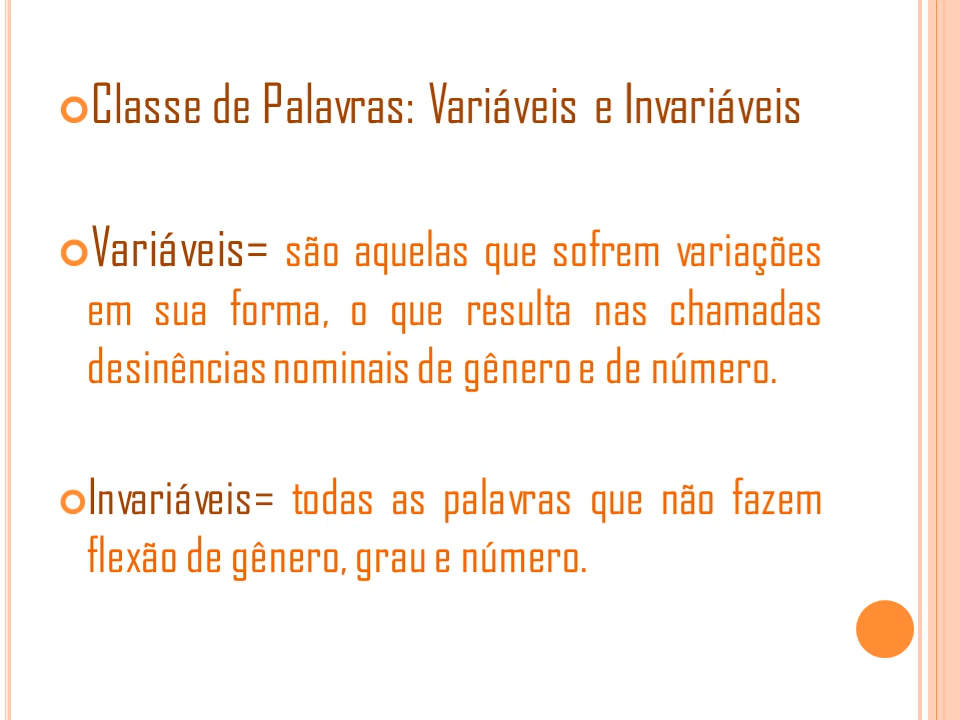 Classe de Palavras: Variáveis e Invariáveis
Variáveis= são aquelas que sofrem variações
em sua forma, o que resulta nas chamadas
desinências nominais de gênero e de número.
Invariáveis= todas as palavras que não fazem
flexão de gênero, grau e número.